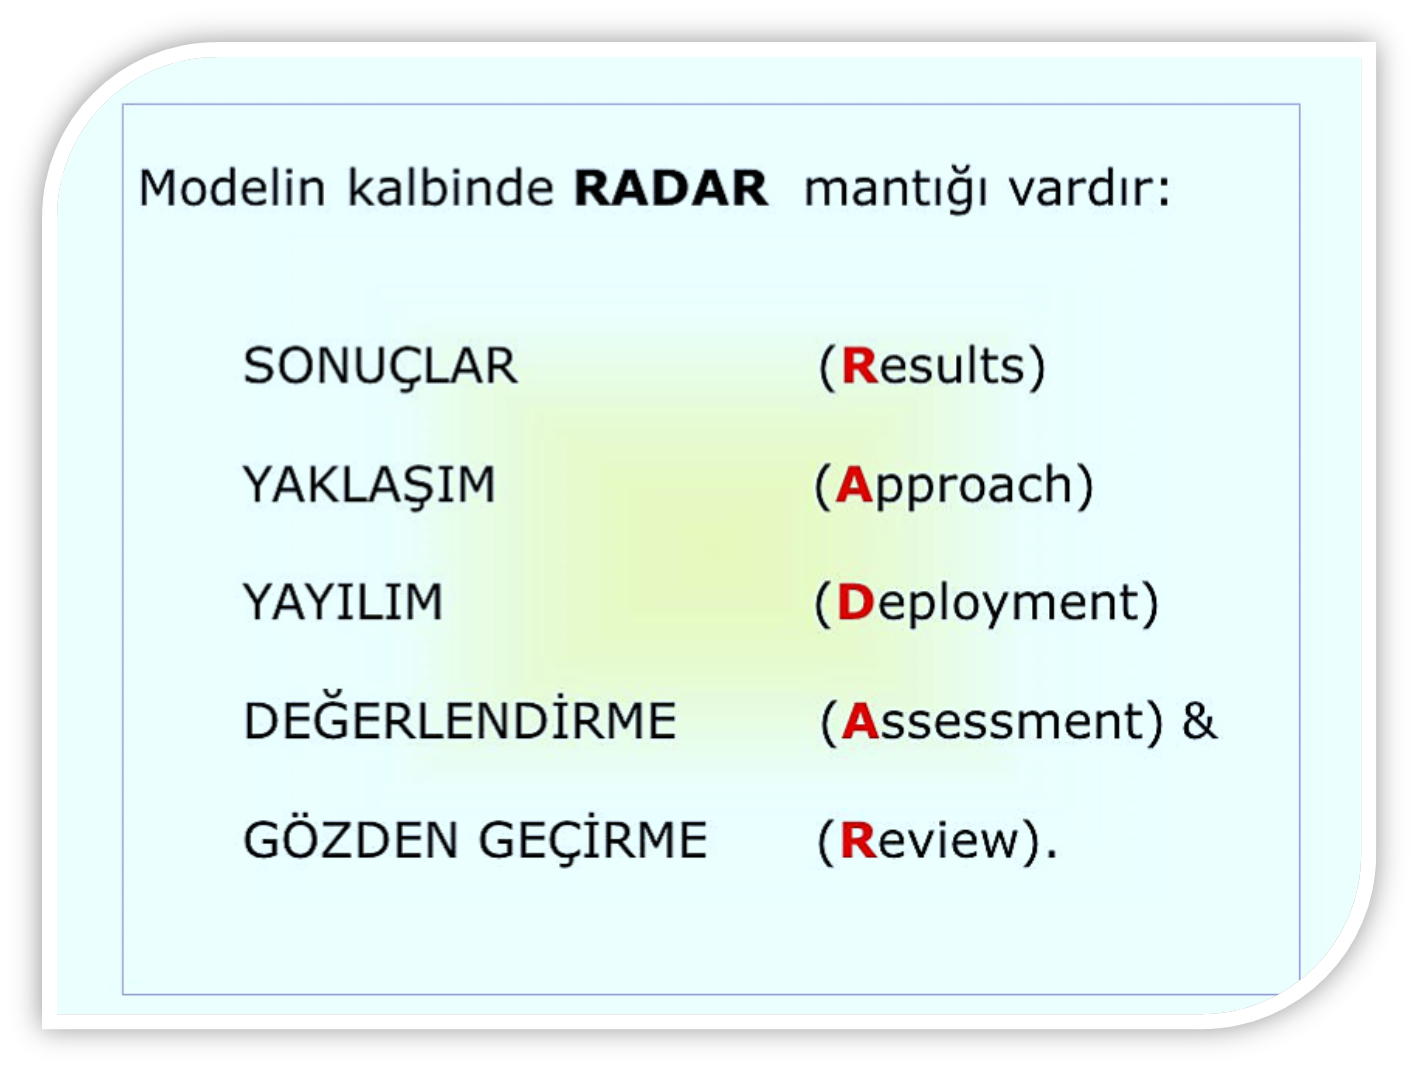 Modelin kalbinde RADAR mantığı vardır:
SONUÇLAR (Results)
YAKLAŞIM (Approach)
YAYILIM (Deployment)
DEĞERLENDİRME (Assessment) &
GÖZDEN GEÇİRME (Review).